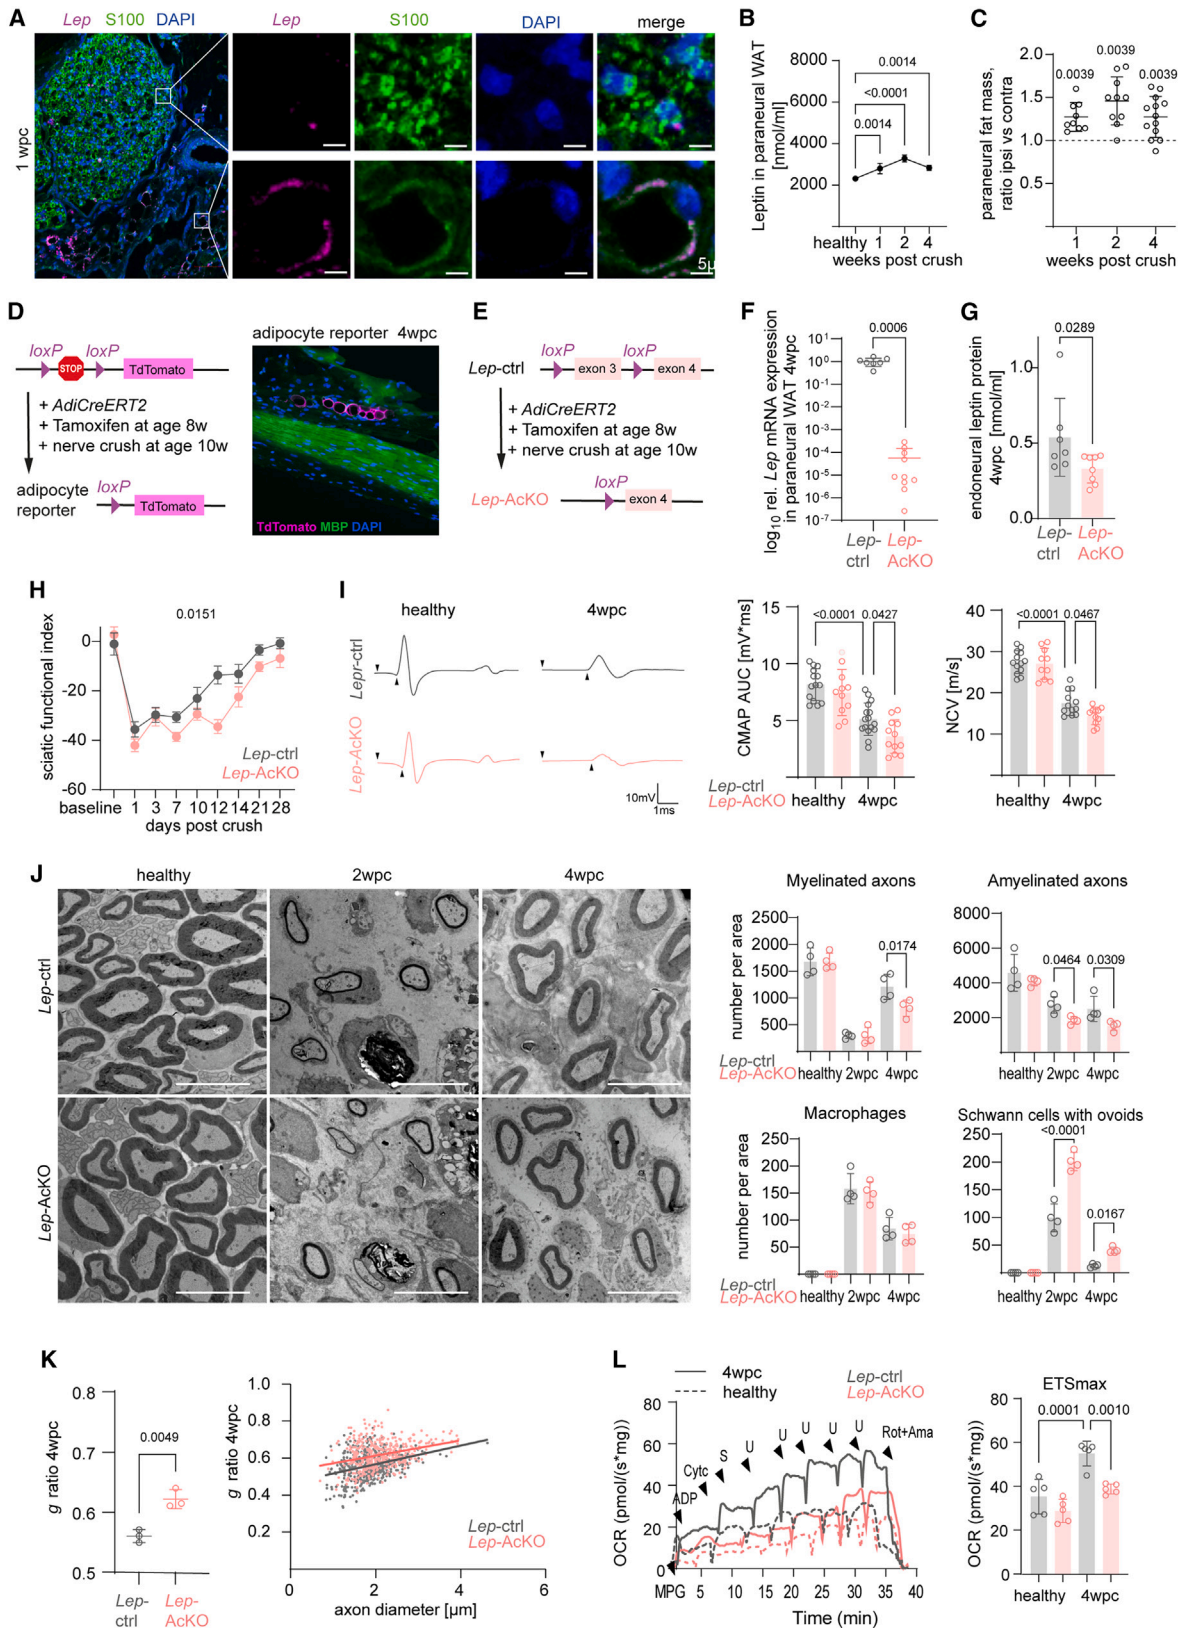 A
Lep S100 DAPI
Lep
S100
DAPI
merge
1 wpc
5µ
B
Leptin in paraneural WAT
[nmol/ml]
8000
6000
4000
2000
0.0014
<0.0001
0.0014
healthy 1 2 4
weeks post crush
C
paraneural fat mass,
ratio ipsi vs contra
2.0
1.5
1.0
0.5
0.0039
0.0039
0.0039
1 2 4
weeks post crush
D
loxP loxP
STOP
TdTomato
+ AdiCreERT2
+ Tamoxifen at age 8w
+ nerve crush at age 10w
adipocyte
reporter
loxP
TdTomato
adipocyte reporter 4wpc
TdTomato MBP DAPI
E
Lep-ctrl
loxP loxP
exon 3
exon 4
+ AdiCreERT2
+ Tamoxifen at age 8w
+ nerve crush at age 10w
Lep-AcKO
loxP
exon 4
F
log10 rel. Lep mRNA expression
in paraneural WAT 4wpc
10^1
10^0
10^-1
10^-2
10^-3
10^-4
10^-5
10^-6
10^-7
0.0006
Lep-
ctrl
Lep-
AcKO
G
endoneural leptin protein
4wpc [nmol/ml]
1.0
0.5
0.0
0.0289
Lep-
ctrl
Lep-
AcKO
H
sciatic functional index
0.0151
0
-20
-40
-60
Lep-ctrl
Lep-AcKO
baseline 1 3 7 10 12 14 21 28
days post crush
I
healthy
4wpc
Lepr-ctrl
Lep-AcKO
10mV
1ms
CMAP AUC [mV*ms]
15
10
5
<0.0001 0.0427
Lep-ctrl
Lep-AcKO
healthy 4wpc
NCV [m/s]
40
30
20
10
<0.0001 0.0467
healthy 4wpc
J
healthy
2wpc
4wpc
Lep-ctrl
Lep-AcKO
Myelinated axons
number per area
2500
2000
1500
1000
500
0.0174
Lep-ctrl
Lep-AcKO
healthy 2wpc 4wpc
Amyelinated axons
8000
6000
4000
2000
0.0464
0.0309
healthy 2wpc 4wpc
Macrophages
number per area
250
200
150
100
50
Lep-ctrl
Lep-AcKO
healthy 2wpc 4wpc
Schwann cells with ovoids
<0.0001
250
200
150
100
50
0.0167
healthy 2wpc 4wpc
K
g ratio 4wpc
0.8
0.7
0.6
0.5
0.0049
Lep-
ctrl
Lep-
AcKO
g ratio 4wpc
1.0
0.8
0.6
0.4
0.2
Lep-ctrl
Lep-AcKO
0 2 4 6
axon diameter [µm]
L
4wpc
healthy
Lep-ctrl
Lep-AcKO
OCR (pmol/(s*mg))
80
60
40
20
0
ADP
Cytc
S
U
U
U
U
U
Rot+Ama
MPG 5 10 15 20 25 30 35 40
Time (min)
ETSmax
OCR (pmol/(s*mg))
80
60
40
20
0
0.0001
0.0010
healthy 4wpc